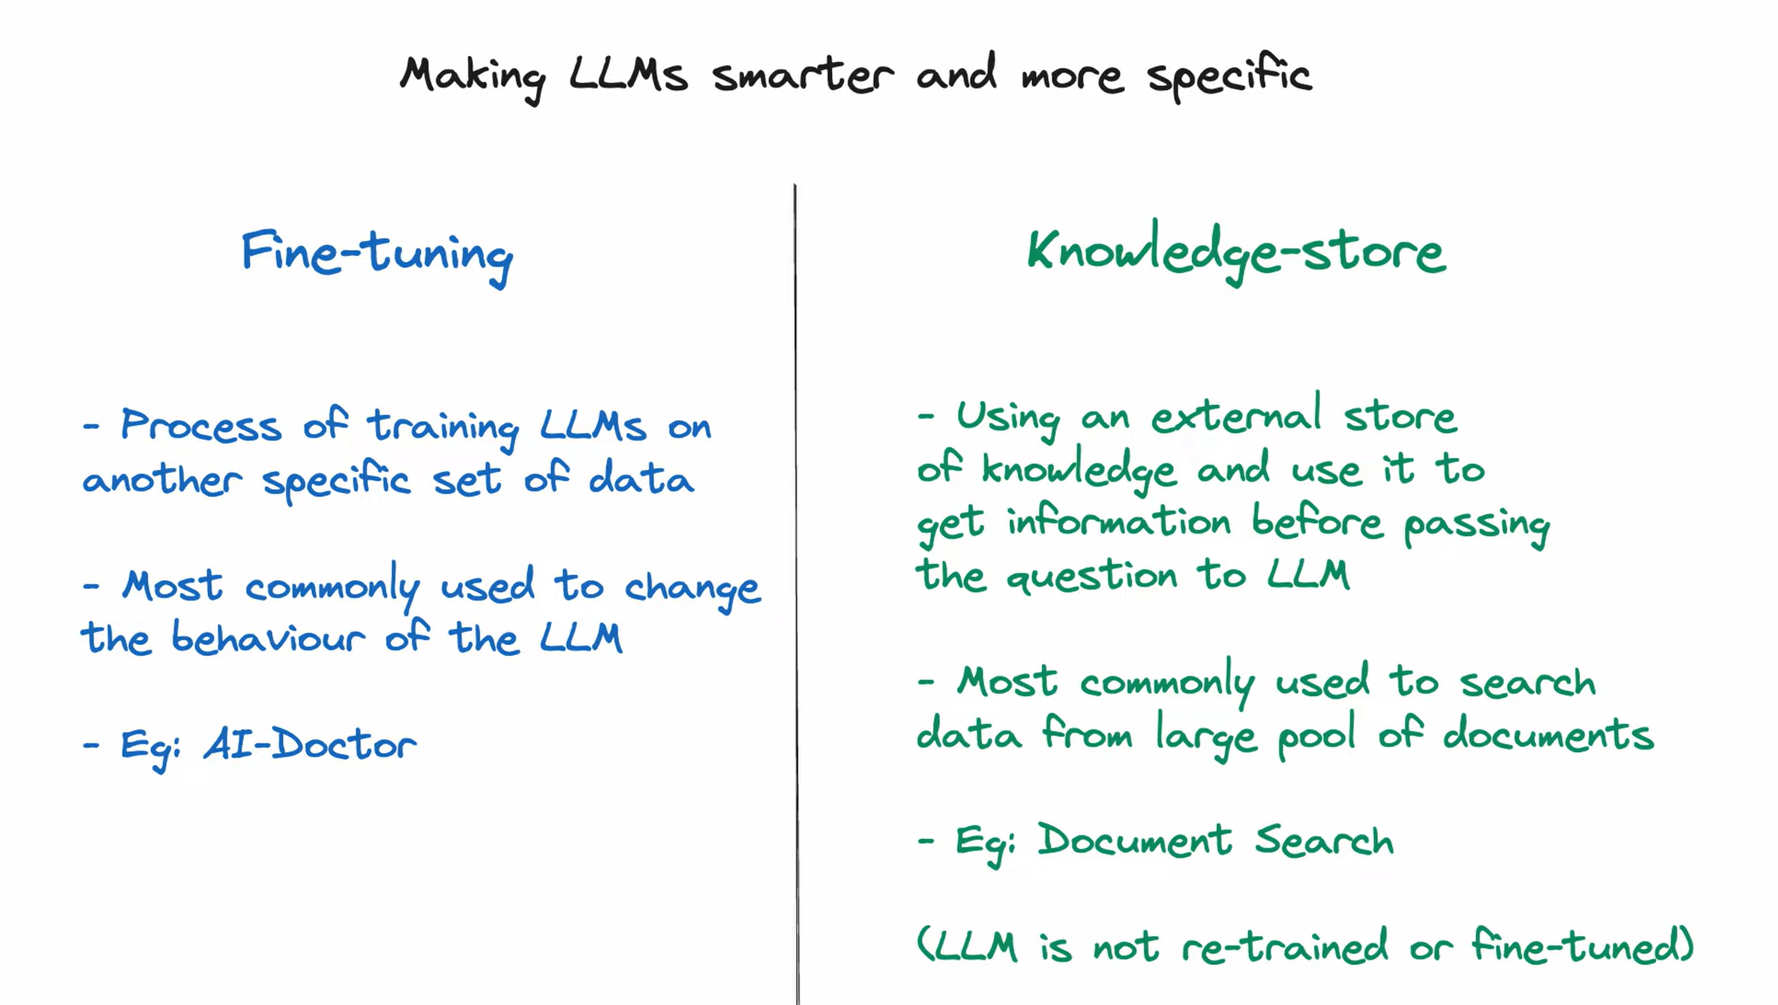 Making LLMs smarter and more specific
Fine-tuning
- Process of training LLMs on
another specific set of data
- Most commonly used to change
the behaviour of the LLM
- Eg: AI-Doctor
Knowledge-store
- Using an external store
of knowledge and use it to
get information before passing
the question to LLM
- Most commonly used to search
data from large pool of documents
- Eg: Document Search
(LLM is not re-trained or fine-tuned)